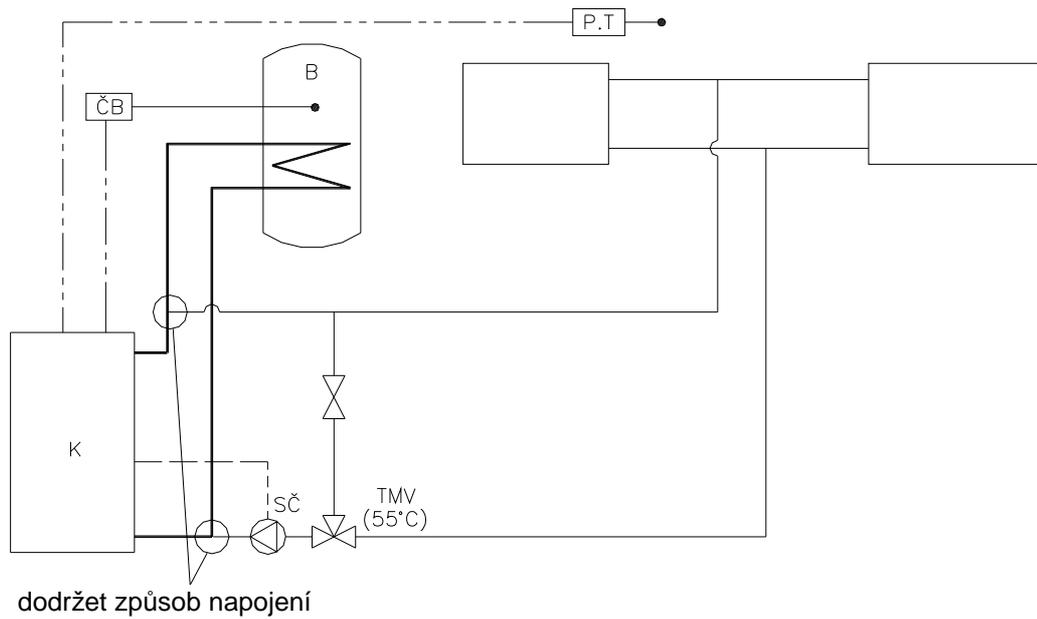 P.T
B
ČB
K
SČ
TMV
(55°C)
dodržet způsob napojení